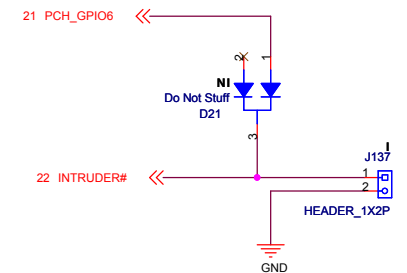 21 PCH_GPIO6
2
1
NI
Do Not Stuff
D21
3
I
J137
22 INTRUDER#
1
2
HEADER_1X2P
GND